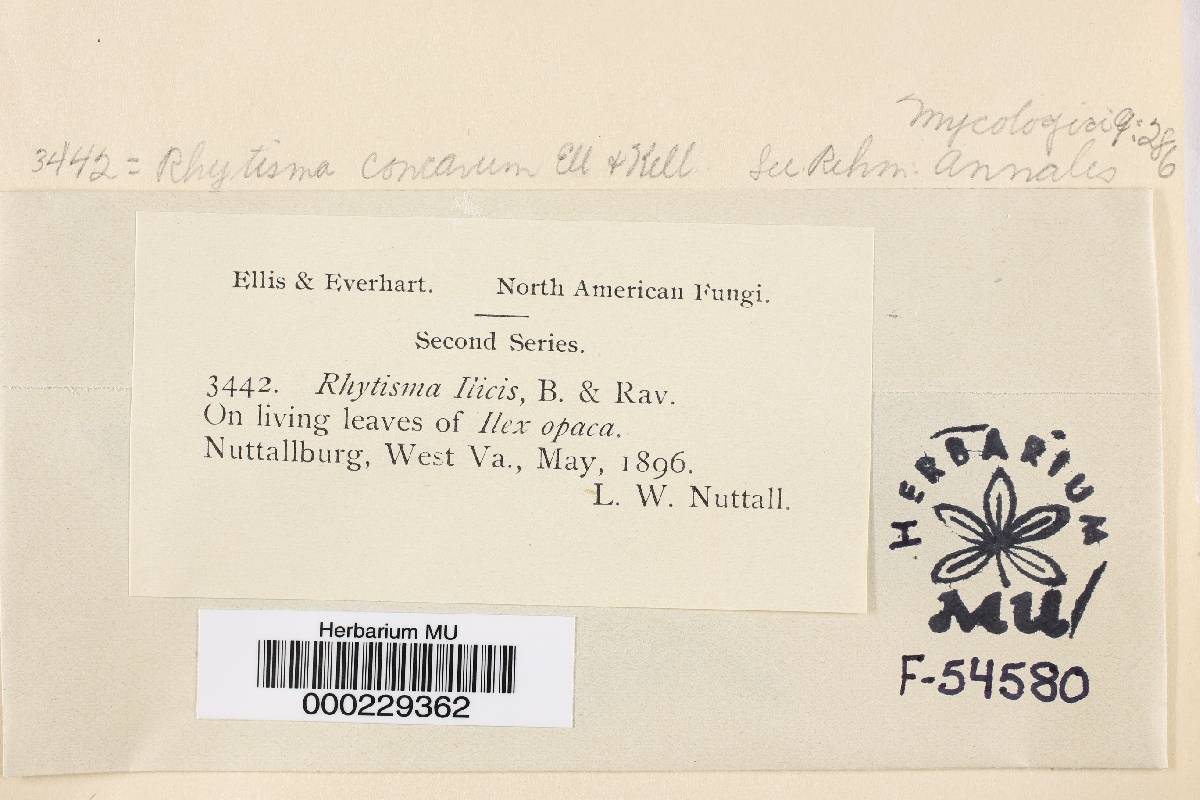 Mycologia 9:286
3442 = Rhytisma concavum Ell & Kell See Rehm: Annales
Ellis & Everhart. North American Fungi.
Second Series.
3442. Rhytisma Ilicis, B. & Rav.
On living leaves of Ilex opaca.
Nuttallburg, West Va., May, 1896.
L. W. Nuttall.
HERBARIUM
MU
F-54580
Herbarium MU
000229362